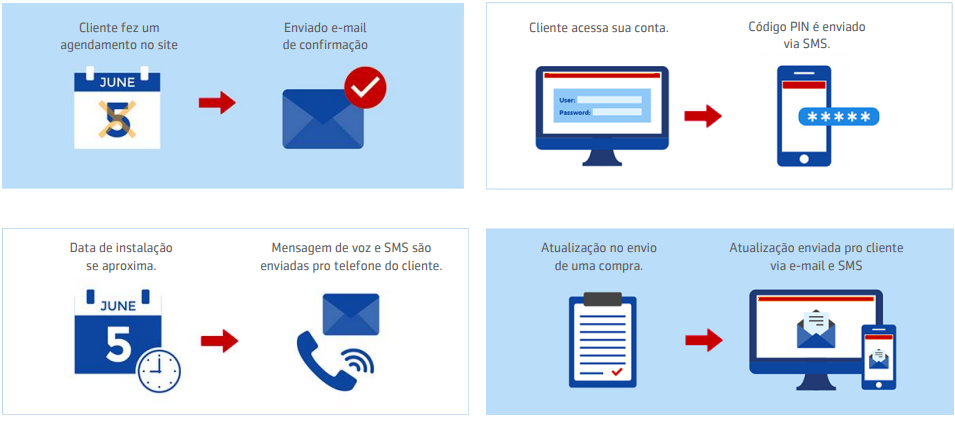 Cliente fez um
agendamento no site
Enviado e-mail
de confirmação
JUNE
5
Cliente acessa sua conta.
Código PIN é enviado
via SMS.
User:
Password:
*****
Data de instalação
se aproxima.
Mensagem de voz e SMS são
enviadas pro telefone do cliente.
JUNE
5
Atualização no envio
de uma compra.
Atualização enviada pro cliente
via e-mail e SMS